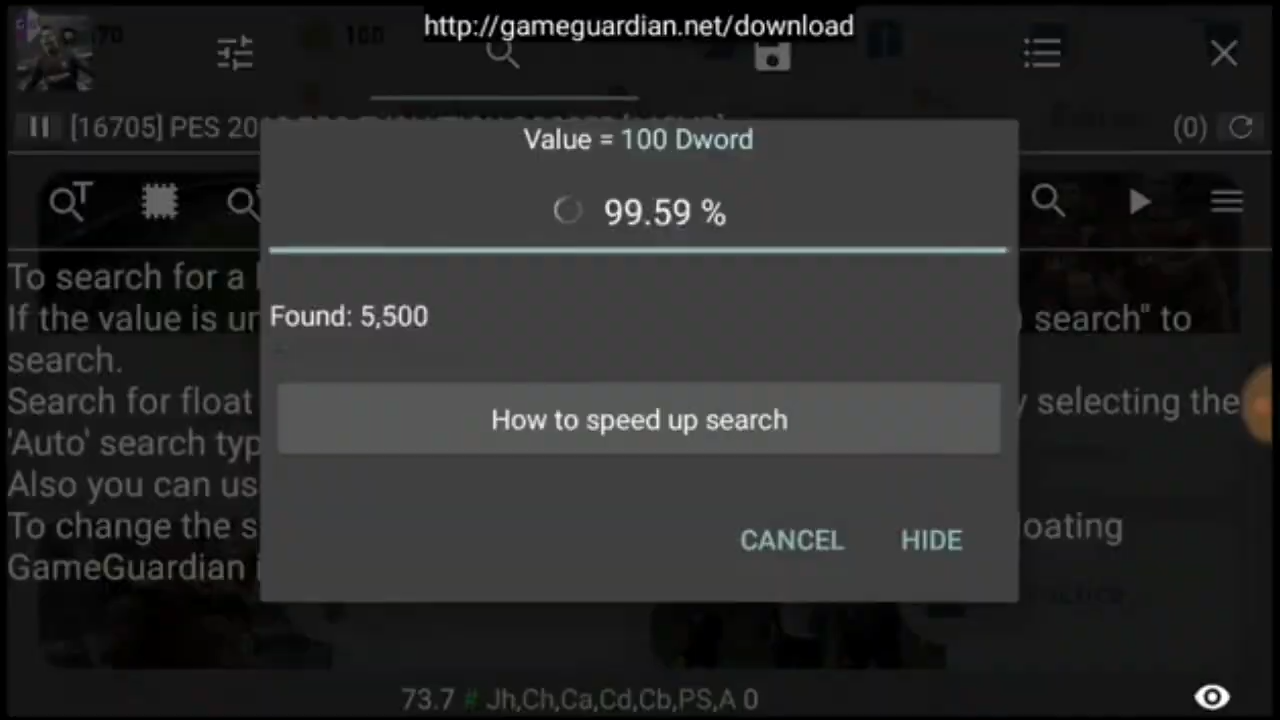 http://gameguardian.net/download
100
[16705] PES 20
(0)
Value = 100 Dword
99.59 %
To search for a
If the value is
search" to
search.
Found: 5,500
Search for float
selecting the
'Auto' search
How to speed up search
Also you can
To change the
oating
CANCEL
HIDE
GameGuardian
73.7 # Jh,Ch,Ca,Cd,Cb,PS,A 0